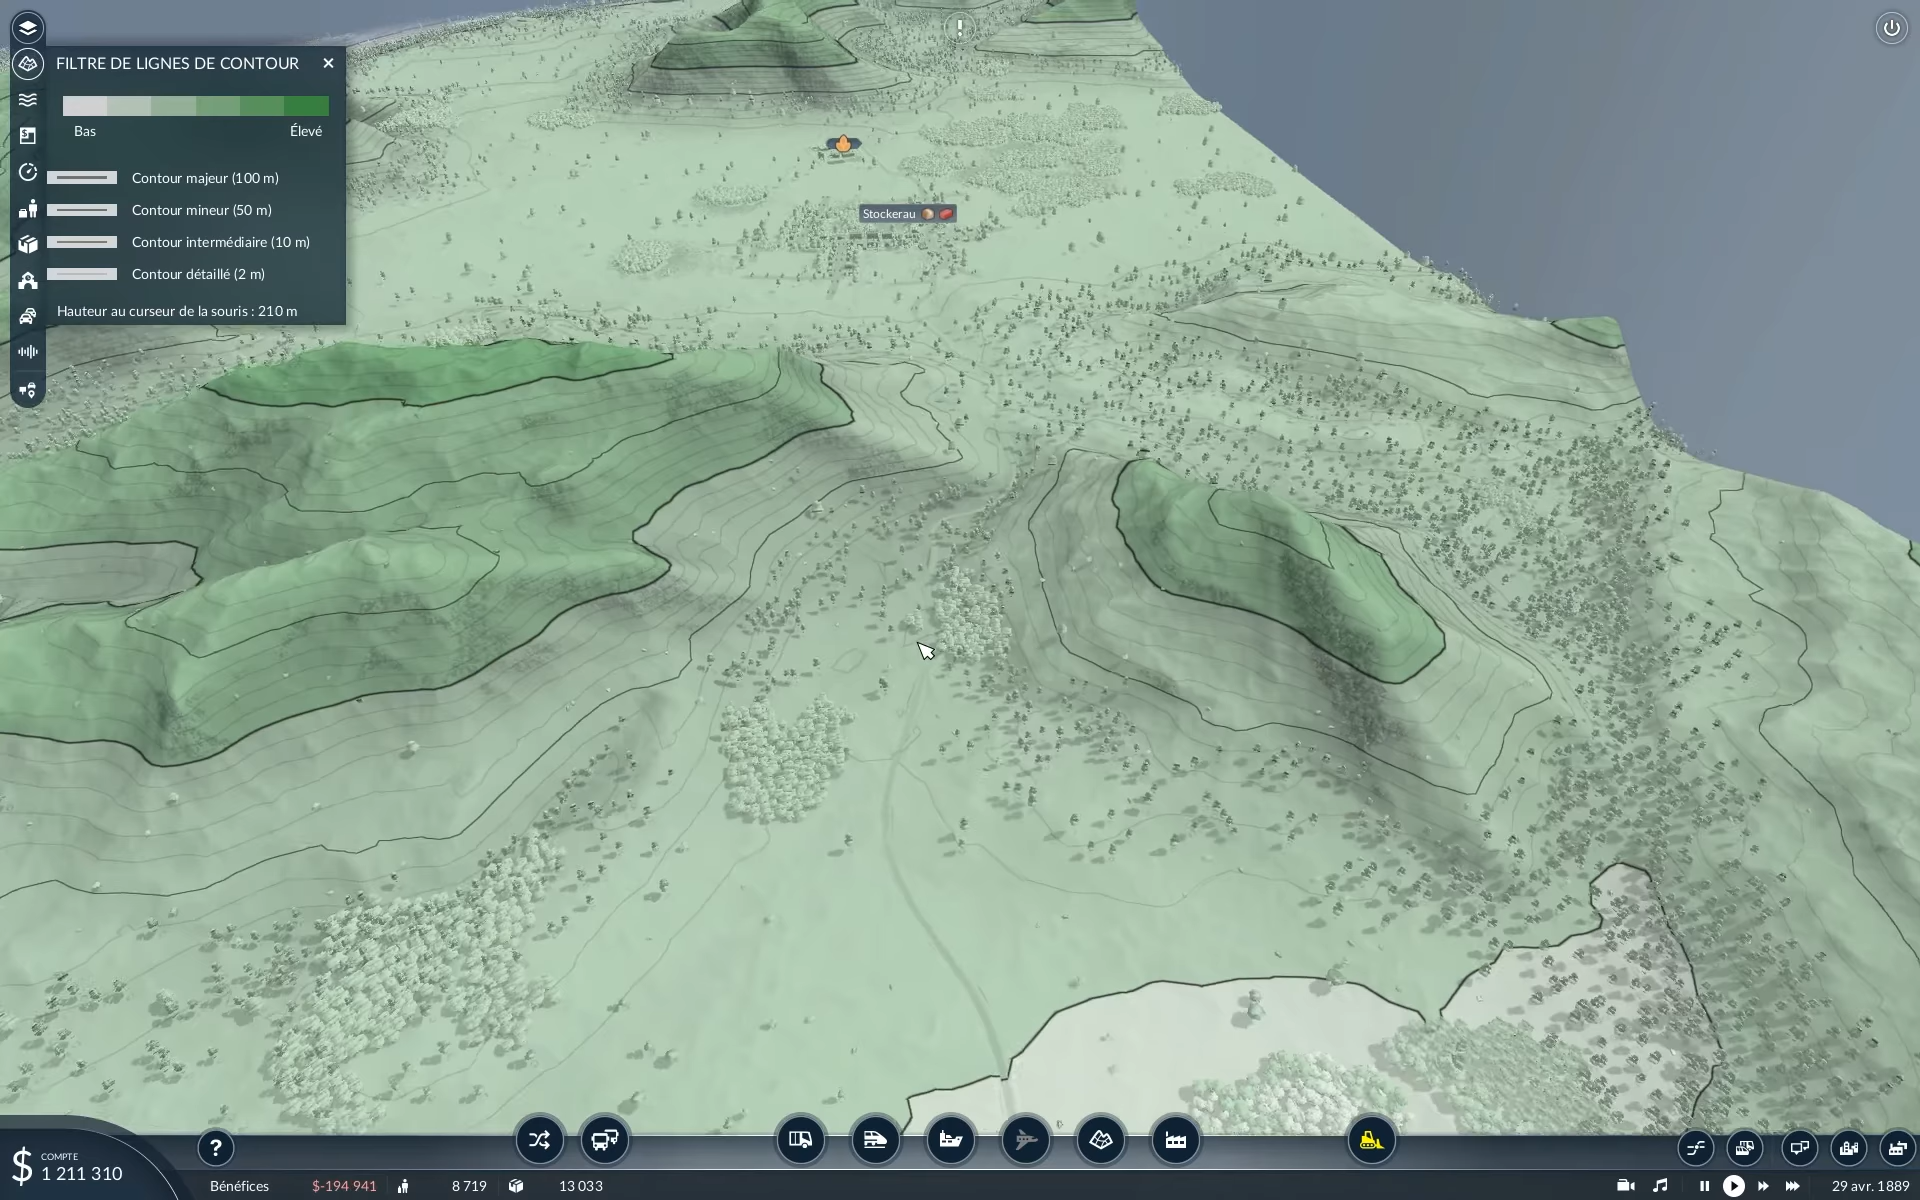 FILTRE DE LIGNES DE CONTOUR
Bas
Élevé
Contour majeur (100 m)
Contour mineur (50 m)
Contour intermédiaire (10 m)
Contour détaillé (2 m)
Hauteur au curseur de la souris : 210 m
Stockerau
COMPTE
$ 1 211 310
?
Bénéfices $-194 941 8 719 13 033
29 avr. 1889